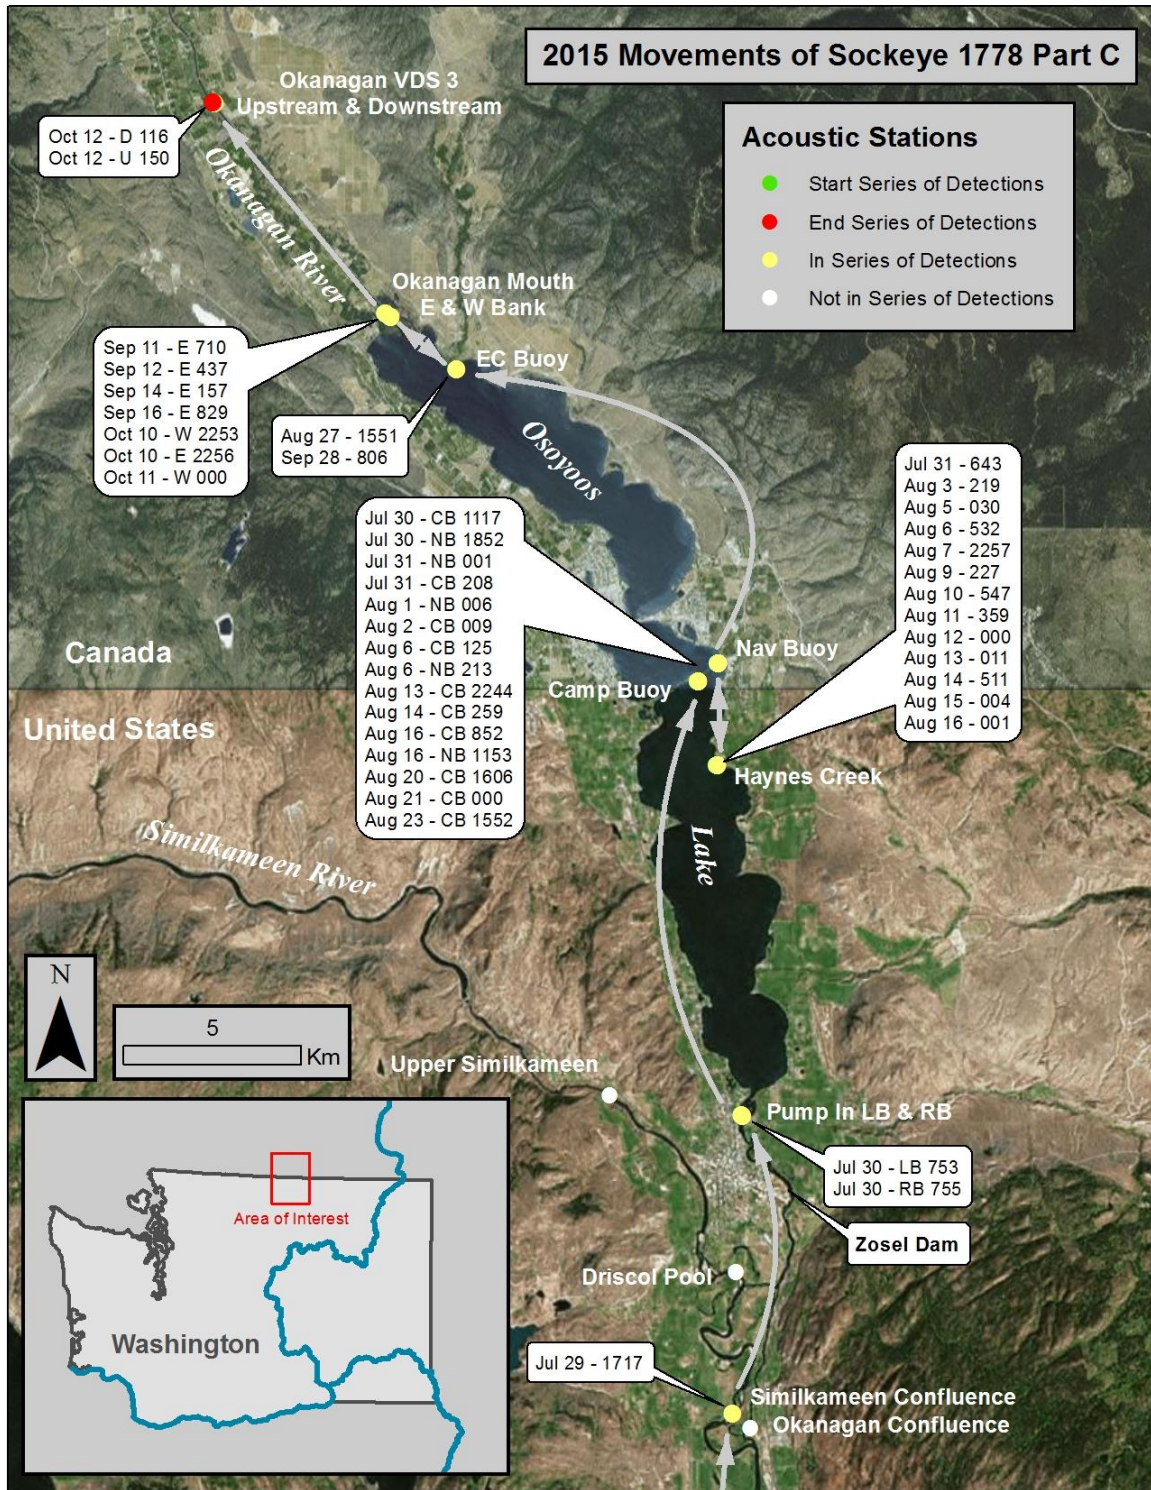 2015 Movements of Sockeye 1778 Part C
Acoustic Stations
Start Series of Detections
End Series of Detections
In Series of Detections
Not in Series of Detections
Okanagan VDS 3
Upstream & Downstream
Oct 12 - D 116
Oct 12 - U 150
Okanagan River
Okanagan Mouth
E & W Bank
Sep 11 - E 710
Sep 12 - E 437
Sep 14 - E 157
Sep 16 - E 829
Oct 10 - W 2253
Oct 10 - E 2256
Oct 11 - W 000
EC Buoy
Aug 27 - 1551
Sep 28 - 806
Osoyoos
Lake
Jul 30 - CB 1117
Jul 30 - NB 1852
Jul 31 - NB 001
Jul 31 - CB 208
Aug 1 - NB 006
Aug 2 - CB 009
Aug 6 - CB 125
Aug 6 - NB 213
Aug 13 - CB 2244
Aug 14 - CB 259
Aug 16 - CB 852
Aug 16 - NB 1153
Aug 20 - CB 1606
Aug 21 - CB 000
Aug 23 - CB 1552
Jul 31 - 643
Aug 3 - 219
Aug 5 - 030
Aug 6 - 532
Aug 7 - 2257
Aug 9 - 227
Aug 10 - 547
Aug 11 - 359
Aug 12 - 000
Aug 13 - 011
Aug 14 - 511
Aug 15 - 004
Aug 16 - 001
Nav Buoy
Camp Buoy
Haynes Creek
Canada
United States
Similkameen River
N
5
Km
Upper Similkameen
Pump In LB & RB
Jul 30 - LB 753
Jul 30 - RB 755
Zosel Dam
Driscol Pool
Jul 29 - 1717
Similkameen Confluence
Okanagan Confluence
Area of Interest
Washington